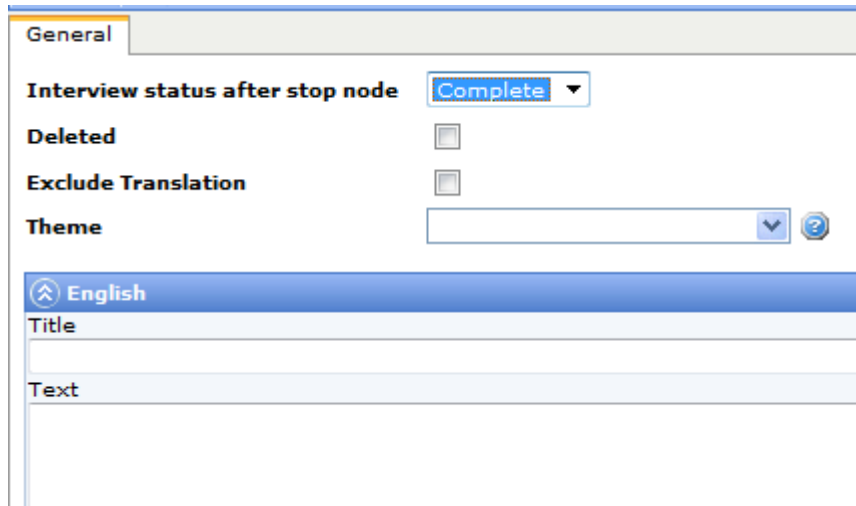 General
Interview status after stop node Complete
Deleted
Exclude Translation
Theme ?
English
Title
Text